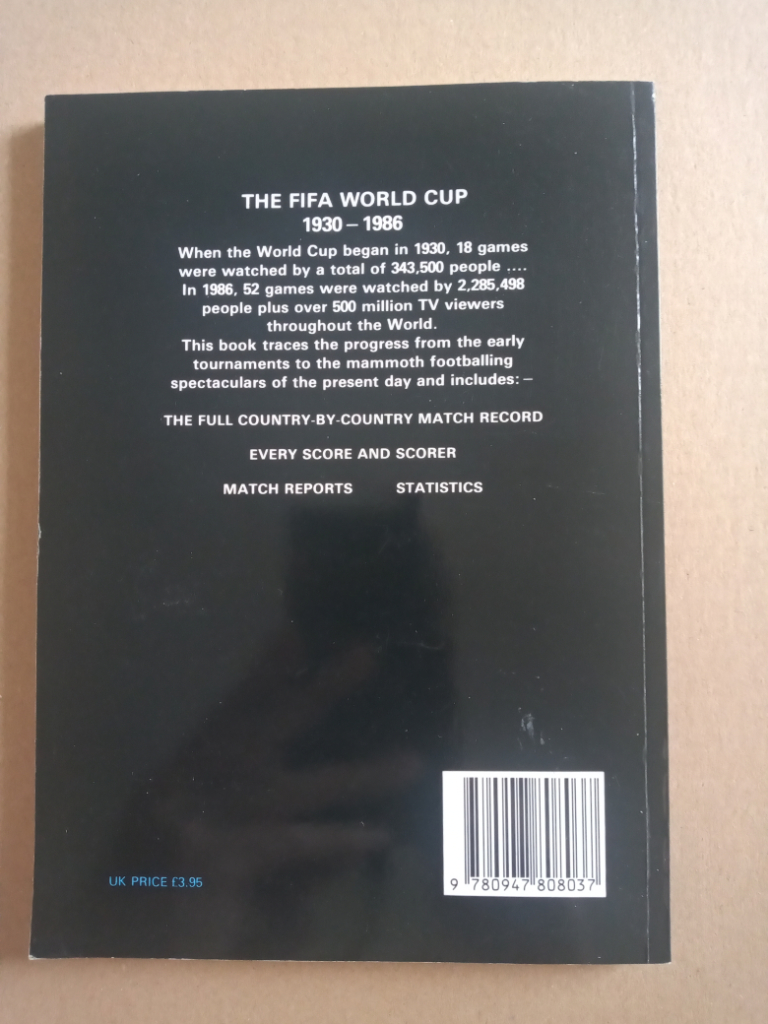 THE FIFA WORLD CUP
1930 – 1986
When the World Cup began in 1930, 18 games
were watched by a total of 343,500 people ....
In 1986, 52 games were watched by 2,285,498
people plus over 500 million TV viewers
throughout the World.
This book traces the progress from the early
tournaments to the mammoth footballing
spectaculars of the present day and includes: –
THE FULL COUNTRY-BY-COUNTRY MATCH RECORD
EVERY SCORE AND SCORER
MATCH REPORTS STATISTICS
UK PRICE £3.95
9 780947 808037